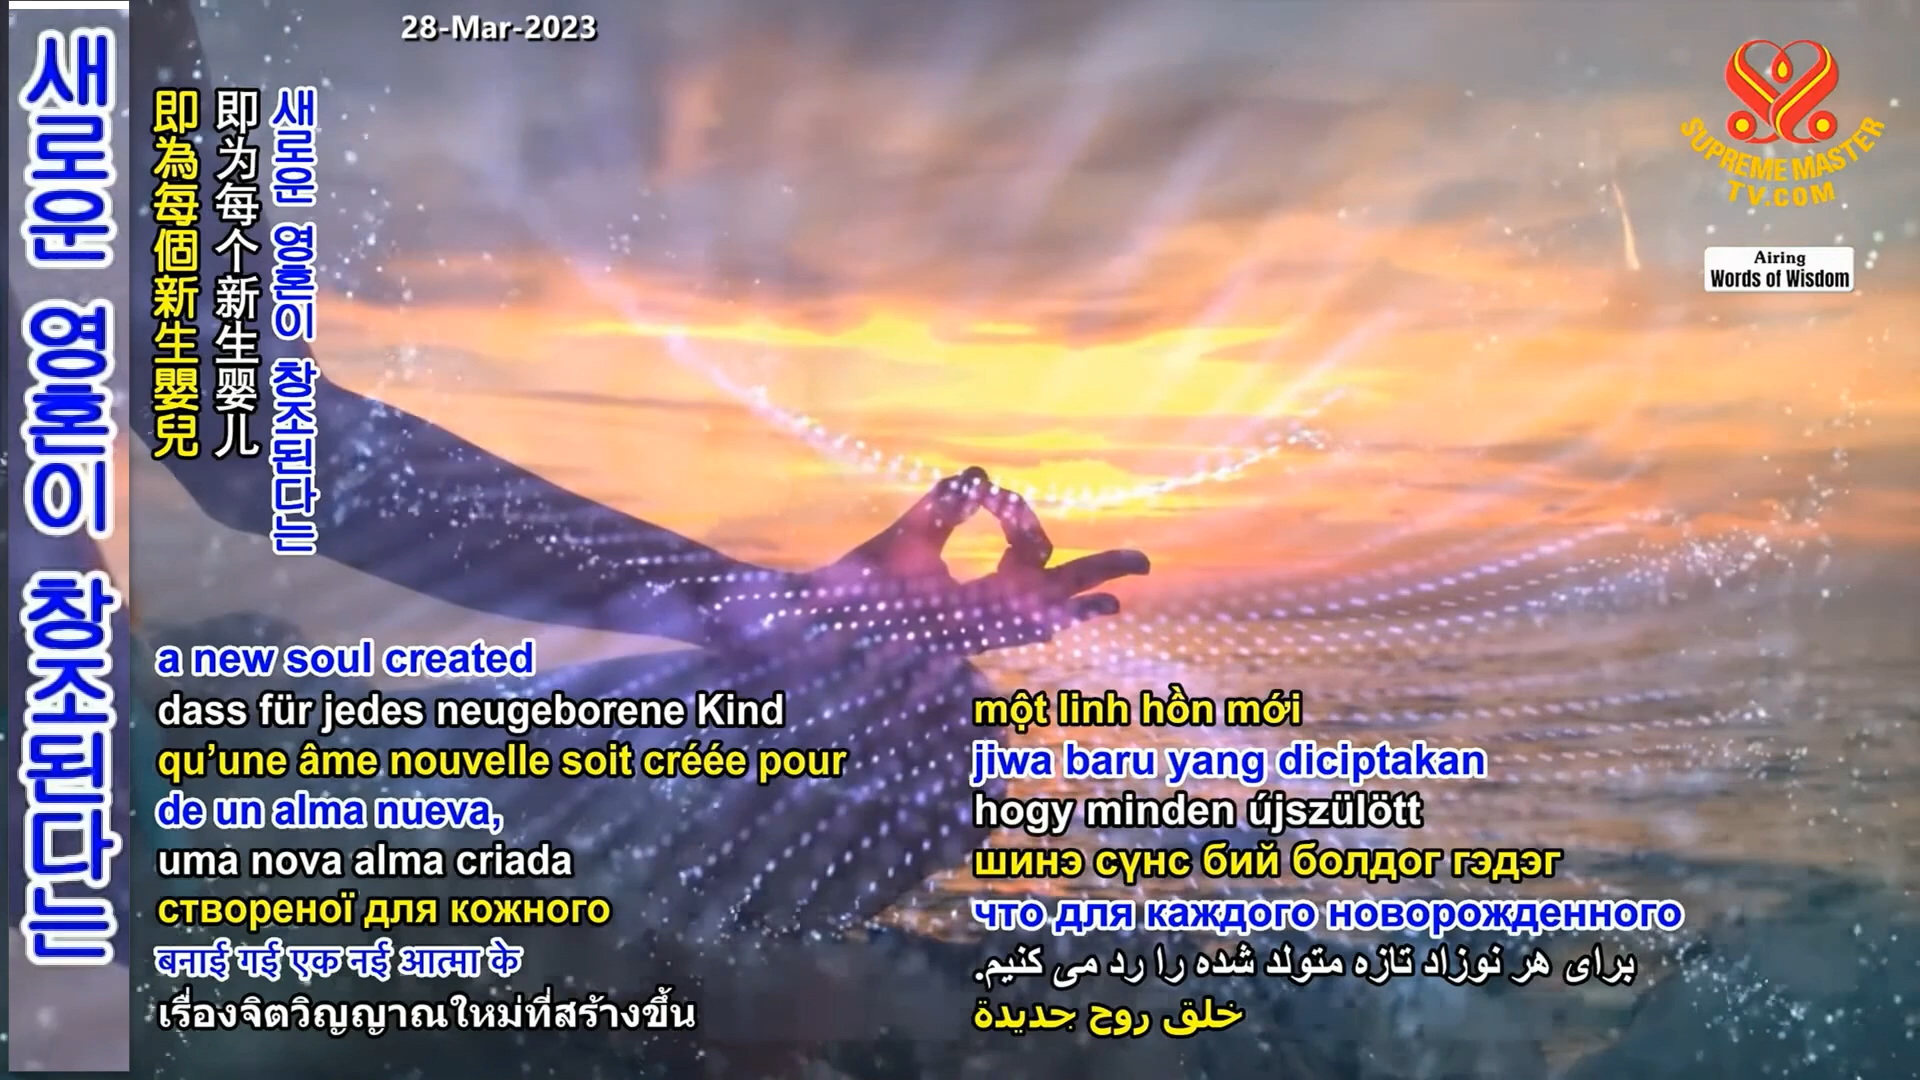 28-Mar-2023
새로운 영혼이 창조된다는
即為每個新生嬰兒
即为每个新生婴儿
새로운 영혼이 창조된다는
SUPREME MASTER
TV.COM
Airing
Words of Wisdom
a new soul created
dass für jedes neugeborene Kind
qu’une âme nouvelle soit créée pour
de un alma nueva,
uma nova alma criada
створеної для кожного
बनाई गई एक नई आत्मा के
เรื่องจิตวิญญาณใหม่ที่สร้างขึ้น
một linh hồn mới
jiwa baru yang diciptakan
hogy minden újszülött
шинэ сүнс бий болдог гэдэг
что для каждого новорожденного
برای هر نوزاد تازه متولد شده را رد می کنیم.
خلق روح جديدة